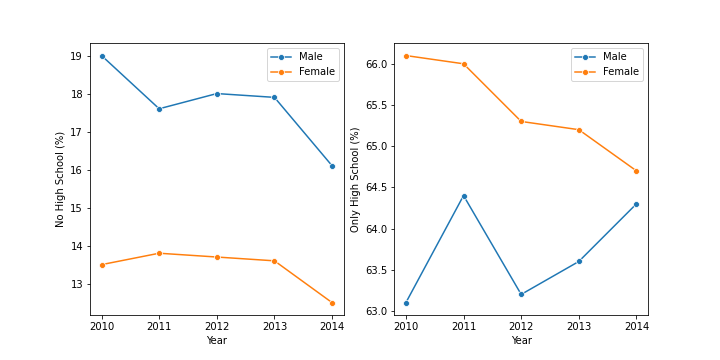 No High School (%)
19
18
17
16
15
14
13
2010 2011 2012 2013 2014
Year
Male
Female
Only High School (%)
66.0
65.5
65.0
64.5
64.0
63.5
63.0
2010 2011 2012 2013 2014
Year
Male
Female